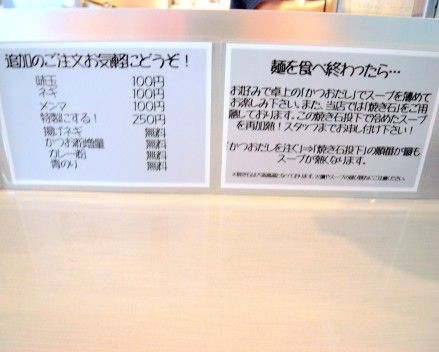 追加のご注文お気軽にどうぞ！
味玉 100円
ネギ 100円
メンマ 100円
特製にする！ 250円
揚げネギ 無料
かつお粉増量 無料
カレー粉 無料
青のり 無料
麺を食べ終わったら…
お好みで卓上の「かつおだし」でスープを薄めて
お楽しみ下さい。また、当店では「焼き石」をご用
意しております。この焼き石投下で冷めたスープ
を再加熱！スタッフまでお申し付け下さい！
「かつおだしを注ぐ」⇒「焼き石投下」の順番が最も
スープが熱くなります。